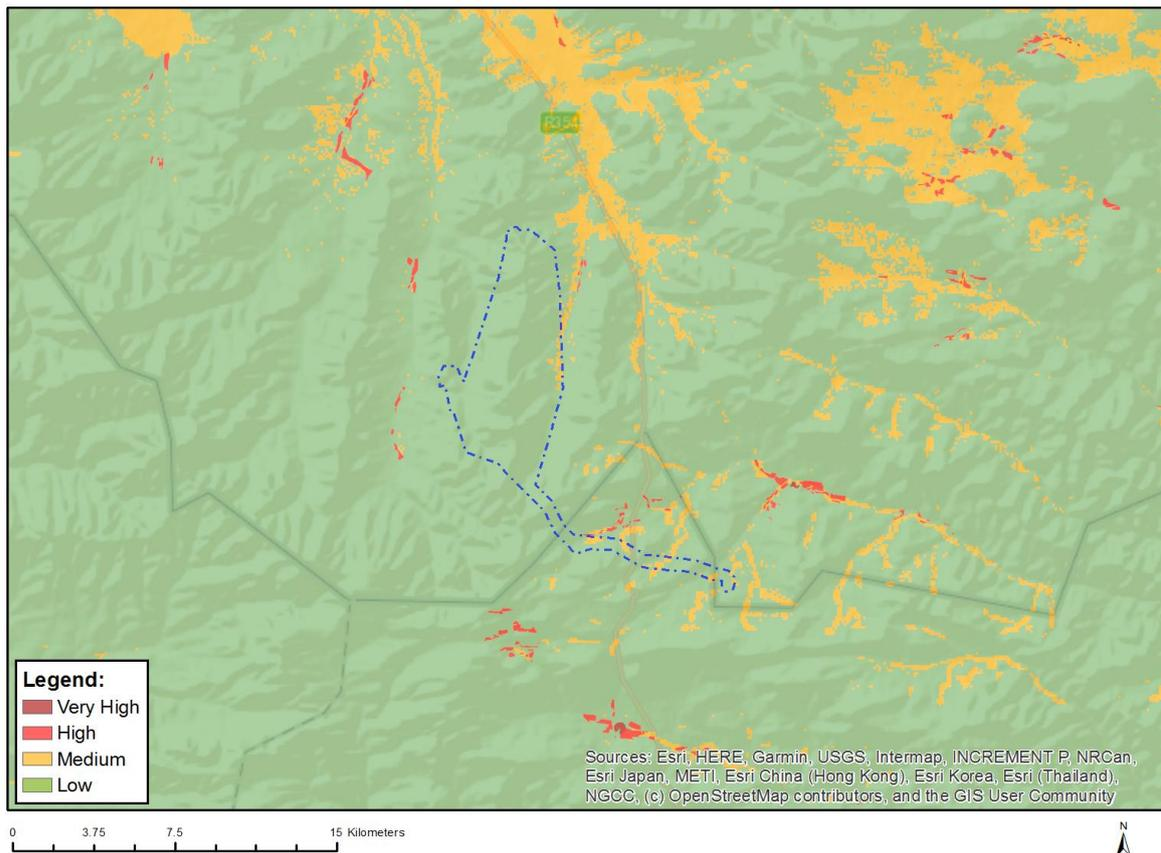 R354
Legend:
Very High
High
Medium
Low
Sources: Esri, HERE, Garmin, USGS, Intermap, INCREMENT P, NRCan,
Esri Japan, METI, Esri China (Hong Kong), Esri Korea, Esri (Thailand),
NGCC, (c) OpenStreetMap contributors, and the GIS User Community
0 3.75 7.5 15 Kilometers
N